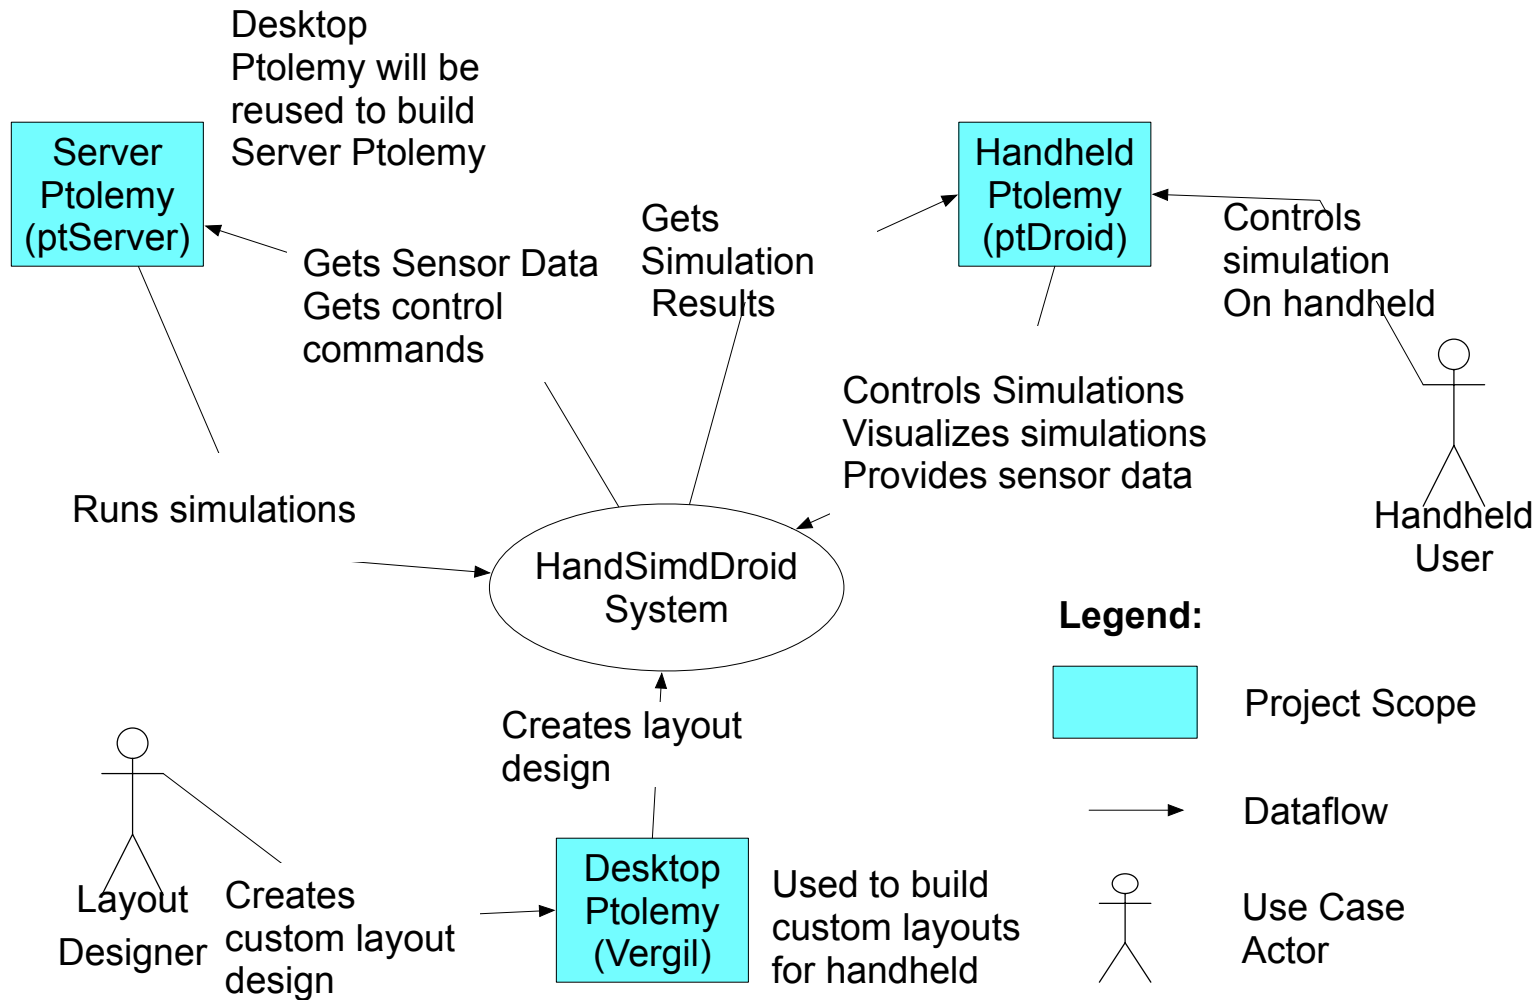 Desktop
Ptolemy will be
reused to build
Server Ptolemy
Server
Ptolemy
(ptServer)
Handheld
Ptolemy
(ptDroid)
Gets
Simulation
Results
Controls
simulation
On handheld
Gets Sensor Data
Gets control
commands
Controls Simulations
Visualizes simulations
Provides sensor data
Runs simulations
Handheld
User
HandSimdDroid
System
Legend:
Project Scope
Creates layout
design
Dataflow
Layout
Designer
Creates
custom layout
design
Desktop
Ptolemy
(Vergil)
Used to build
custom layouts
for handheld
Use Case
Actor